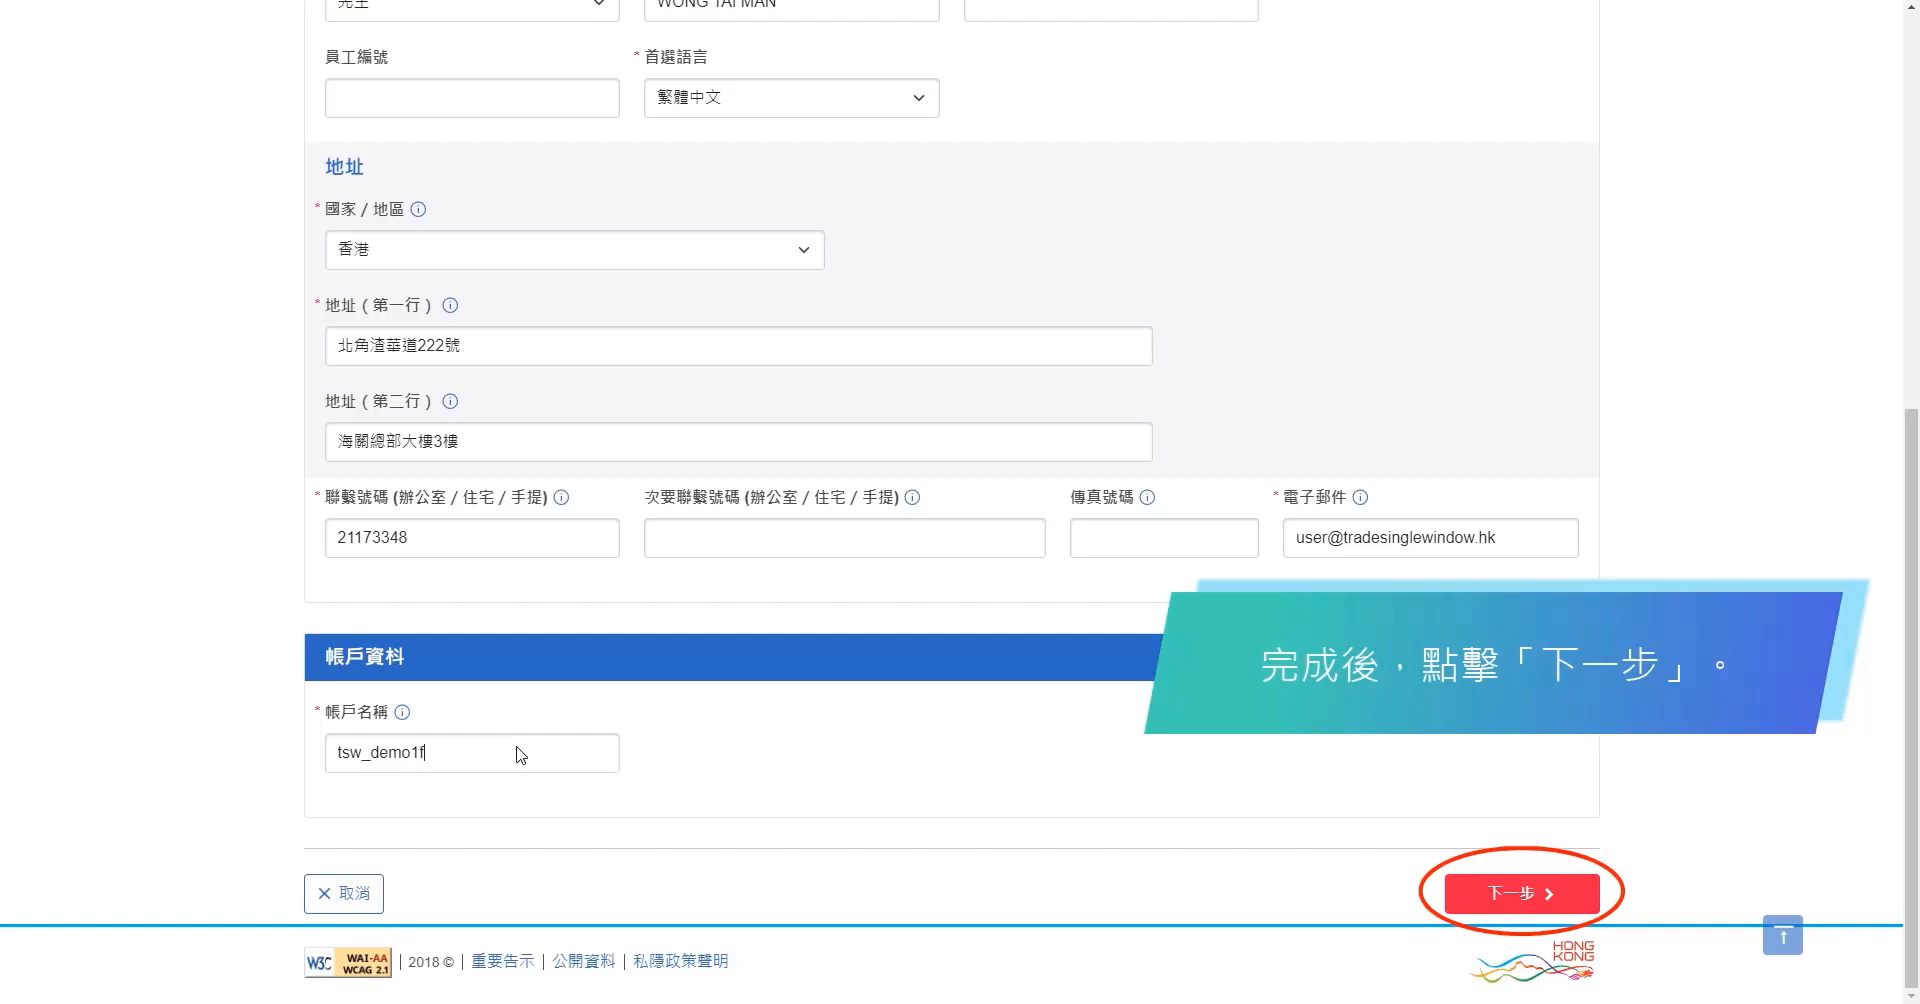 先生
WONG TAI MAN
員工編號
* 首選語言
繁體中文
地址
* 國家 / 地區
香港
* 地址 ( 第一行 )
北角渣華道222號
地址 ( 第二行 )
海關總部大樓3樓
* 聯繫號碼 (辦公室 / 住宅 / 手提)
次要聯繫號碼 (辦公室 / 住宅 / 手提)
傳真號碼
* 電子郵件
21173348
user@tradesinglewindow.hk
完成後，點擊「下一步」。
帳戶資料
* 帳戶名稱
tsw_demo1f
取消
下一步
W3C WAI-AA WCAG 2.1 | 2018 © | 重要告示 | 公開資料 | 私隱政策聲明
HONG
KONG